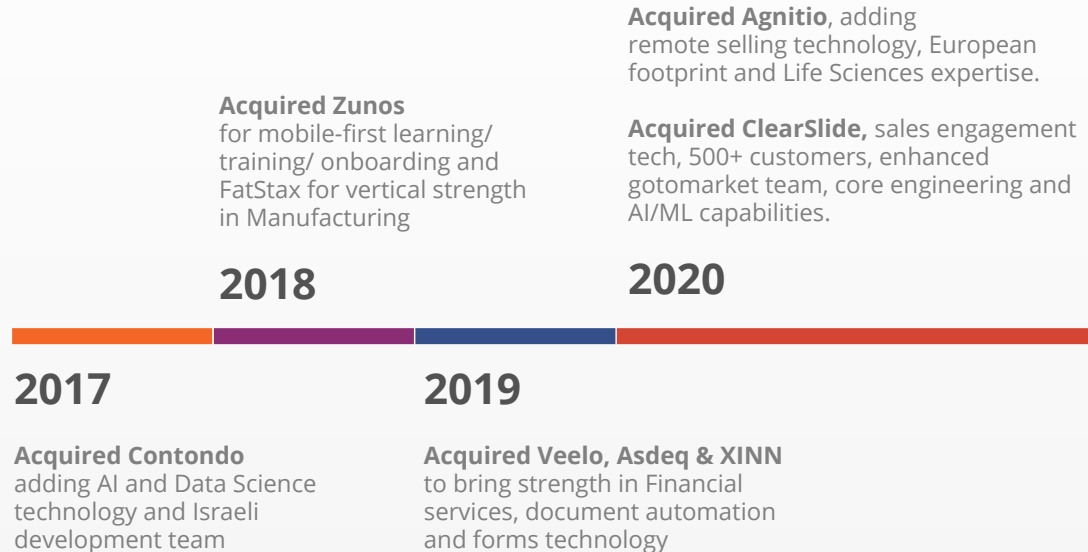 Acquired Agnitio, adding
remote selling technology, European
footprint and Life Sciences expertise.
Acquired ClearSlide, sales engagement
tech, 500+ customers, enhanced
gotomarket team, core engineering and
AI/ML capabilities.
2020
Acquired Zunos
for mobile-first learning/
training/ onboarding and
FatStax for vertical strength
in Manufacturing
2018
2017
Acquired Contondo
adding AI and Data Science
technology and Israeli
development team
2019
Acquired Veelo, Asdeq & XINN
to bring strength in Financial
services, document automation
and forms technology